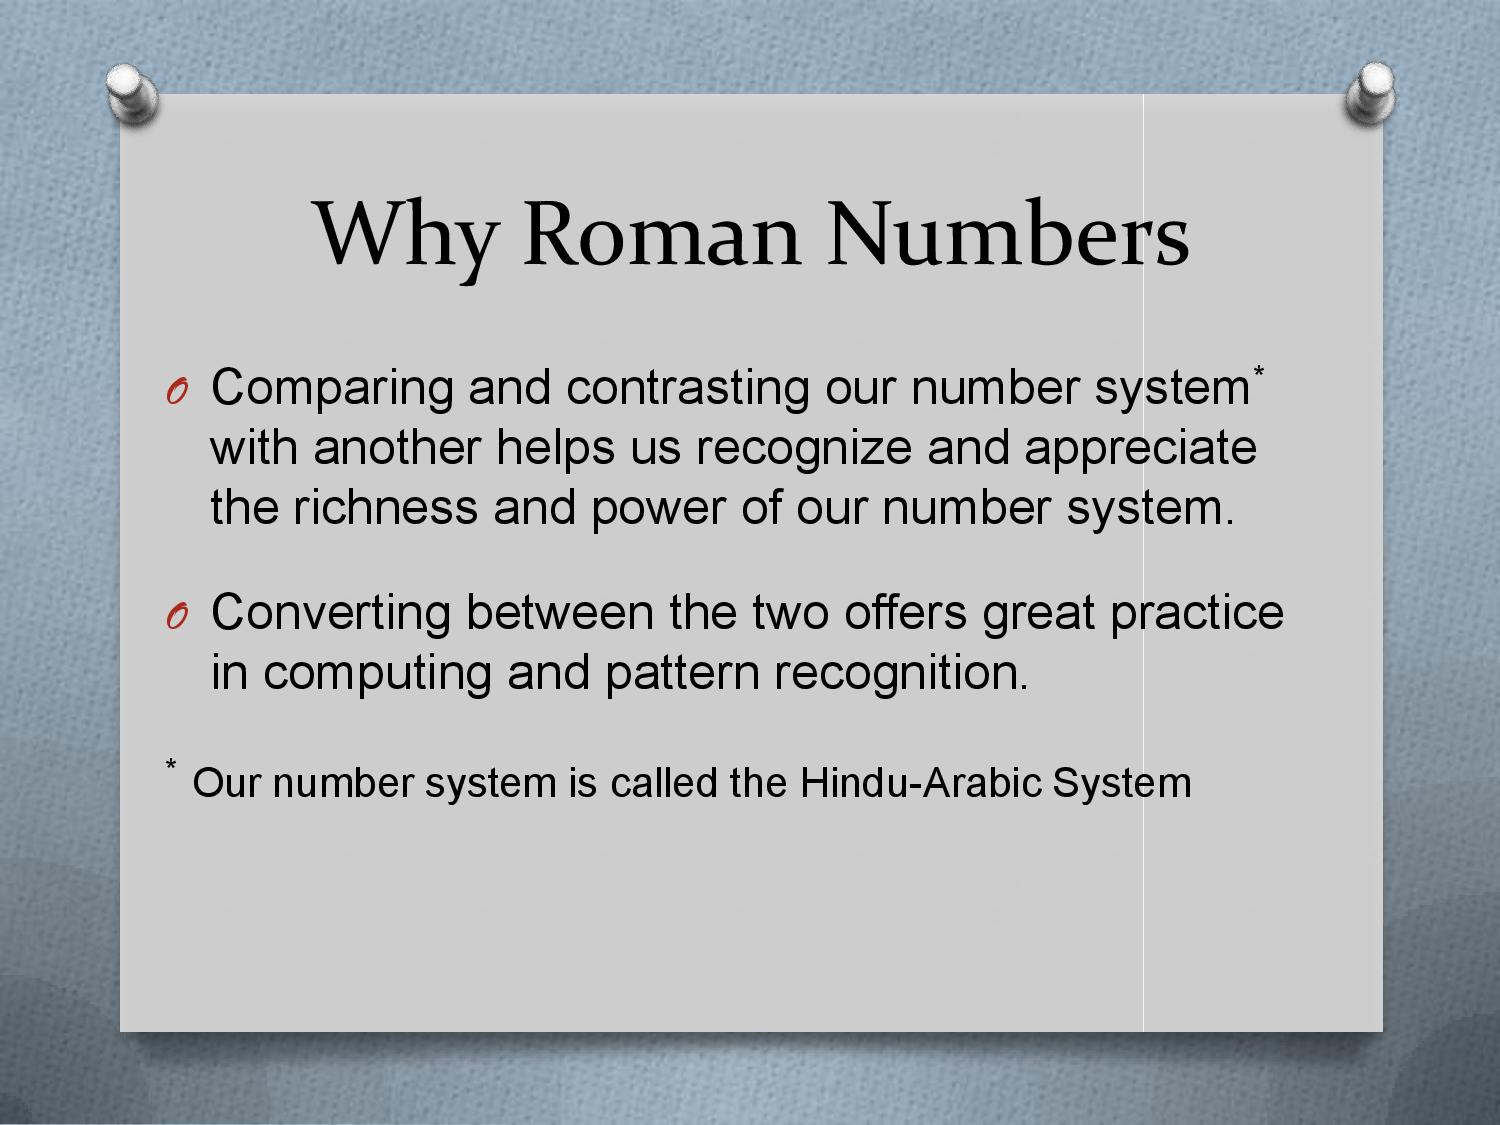 Why Roman Numbers
Comparing and contrasting our number system*
with another helps us recognize and appreciate
the richness and power of our number system.
Converting between the two offers great practice
in computing and pattern recognition.
* Our number system is called the Hindu-Arabic System